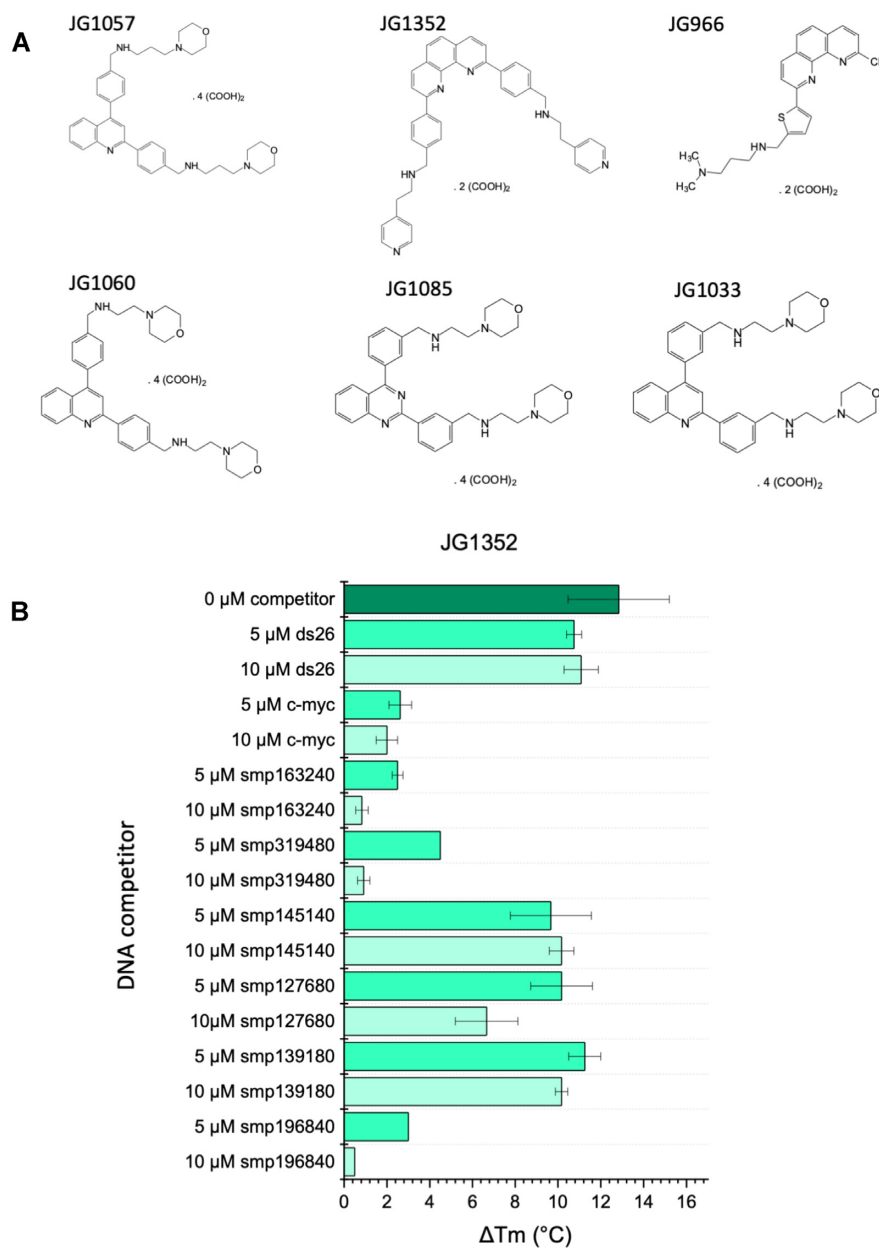 A
JG1057
JG1352
JG966
NH
N
O
. 4 (COOH)2
N
NH
N
O
N
N
HN
N
HN
N
. 2 (COOH)2
N
N
Cl
S
HN
H3C
N
H3C
. 2 (COOH)2
JG1060
JG1085
JG1033
NH
N
O
. 4 (COOH)2
N
NH
N
O
N
H
N
O
N
N
N
H
N
O
. 4 (COOH)2
N
H
N
O
N
N
H
N
O
. 4 (COOH)2
JG1352
B
0 µM competitor
5 µM ds26
10 µM ds26
5 µM c-myc
10 µM c-myc
5 µM smp163240
10 µM smp163240
5 µM smp319480
10 µM smp319480
5 µM smp145140
10 µM smp145140
5 µM smp127680
10µM smp127680
5 µM smp139180
10 µM smp139180
5 µM smp196840
10 µM smp196840
DNA competitor
0 2 4 6 8 10 12 14 16
ΔTm (°C)